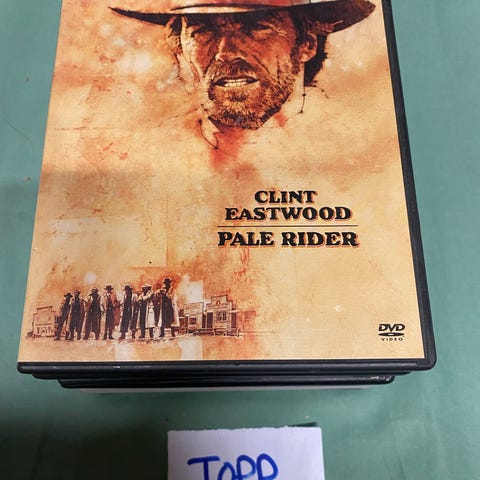 CLINT
EASTWOOD
PALE RIDER
DVD
VIDEO
TOPP